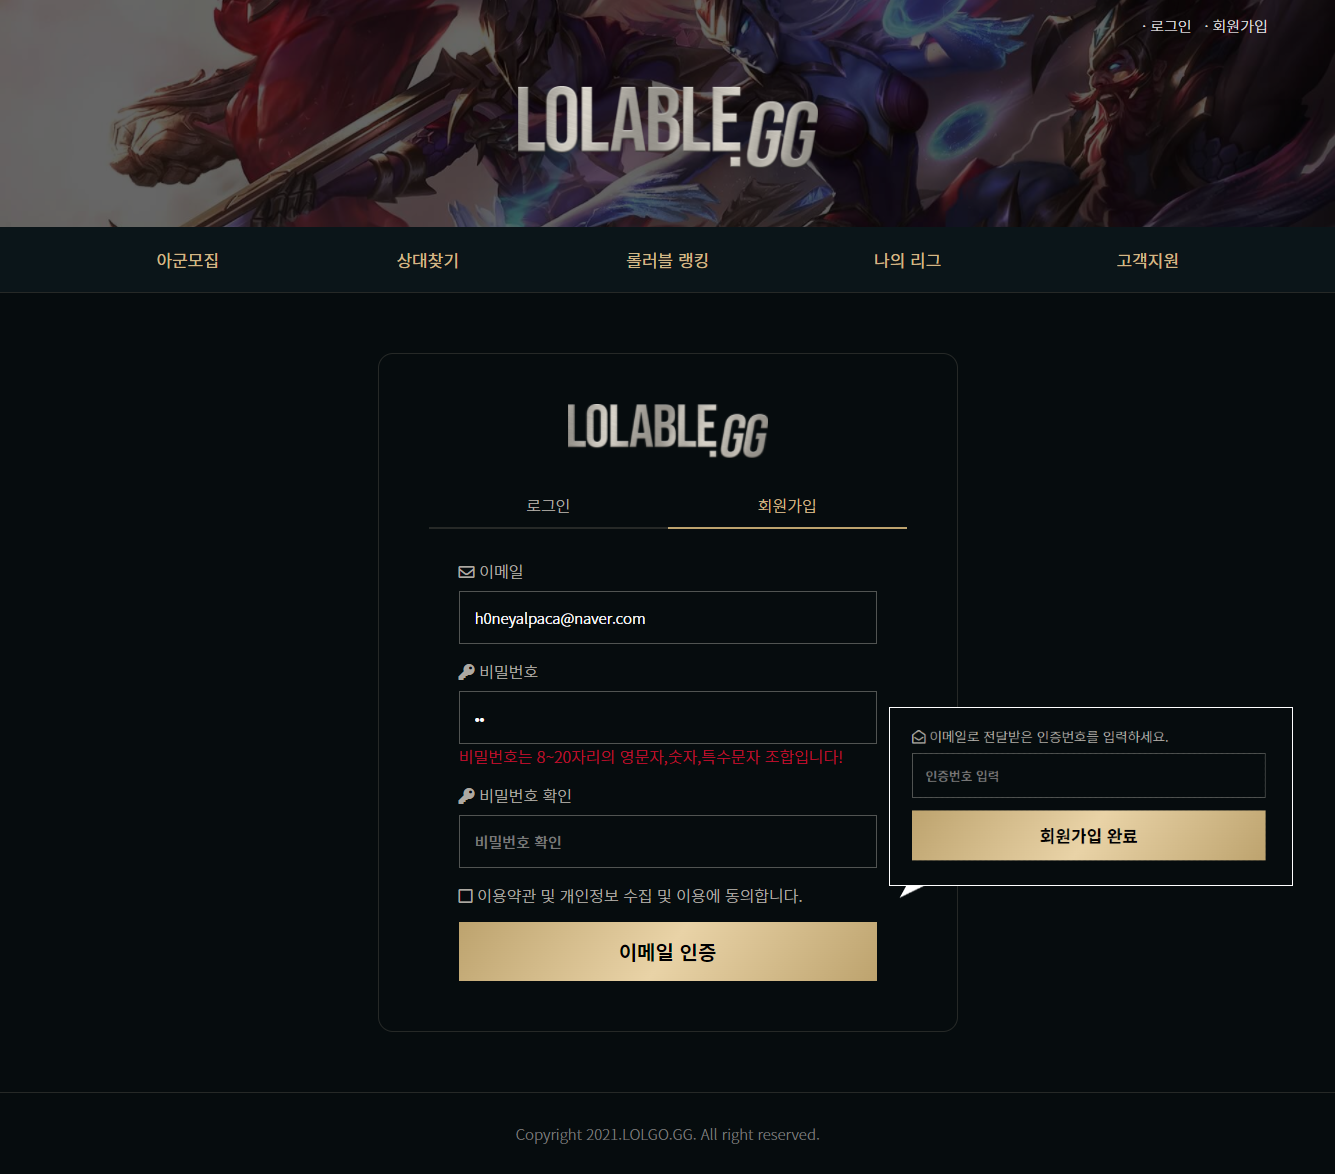 · 로그인 · 회원가입
LOLABLE.GG
아군모집 상대찾기 롤러블 랭킹 나의 리그 고객지원
LOLABLE.GG
로그인 회원가입
이메일
h0neyalpaca@naver.com
비밀번호
••
비밀번호는 8~20자리의 영문자,숫자,특수문자 조합입니다!
비밀번호 확인
비밀번호 확인
이용약관 및 개인정보 수집 및 이용에 동의합니다.
이메일 인증
이메일로 전달받은 인증번호를 입력하세요.
인증번호 입력
회원가입 완료
Copyright 2021.LOLGO.GG. All right reserved.